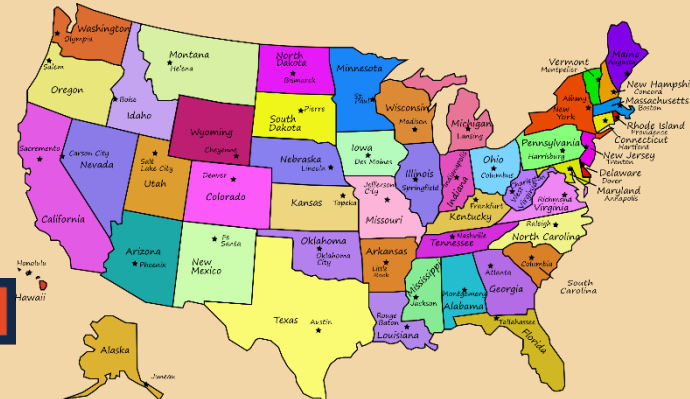 Washington
Olympia
Salem
Oregon
Boise
Idaho
Montana
Helena
North
Dakota
Bismarck
Minnesota
St.
Paul
Wyoming
Cheyenne
South
Dakota
Pierre
Wisconsin
Madison
Michigan
Lansing
Vermont
Montpelier
Maine
Augusta
New Hampshi
Concord
Massachusetts
Boston
Albany
New
York
Rhode Island
Providence
Connecticut
Hartford
New Jersey
Trenton
Pennsylvania
Harrisburg
Delaware
Dover
Maryland
Annapolis
Sacramento
Carson City
Nevada
California
Salt
Lake City
Utah
Denver
Colorado
Nebraska
Lincoln
Kansas
Topeka
Iowa
Des Moines
Jefferson
City
Missouri
Illinois
Springfield
Indianapolis
Indiana
Ohio
Columbus
Charleston
West
Virginia
Richmond
Virginia
Frankfurt
Kentucky
Nashville
Tennessee
Raleigh
North Carolina
Columbia
South
Carolina
Arizona
Phoenix
Fe
Santa
New
Mexico
Oklahoma
Oklahoma
City
Arkansas
Little
Rock
Mississippi
Jackson
Montgomery
Alabama
Atlanta
Georgia
Texas
Austin
Rouge
Baton
Louisiana
Tallahassee
Florida
Honolulu
Hawaii
Alaska
Juneau